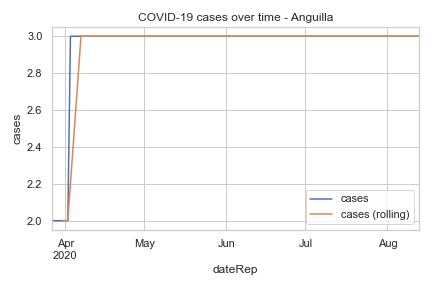 COVID-19 cases over time - Anguilla
cases
3.0
2.8
2.6
2.4
2.2
2.0
cases
cases (rolling)
Apr
2020
May
Jun
Jul
Aug
dateRep